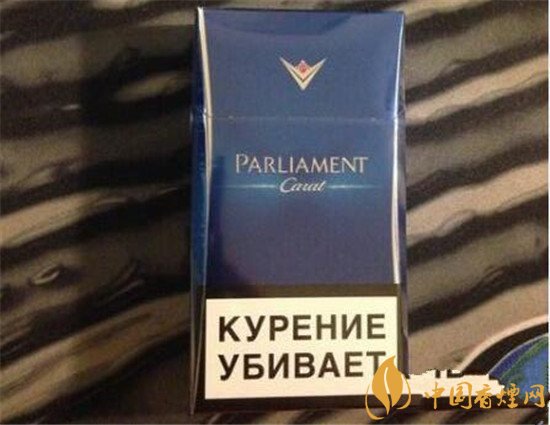 PARLIAMENT
Carat
КУРЕНИЕ
УБИВАЕТ
中国香烟网